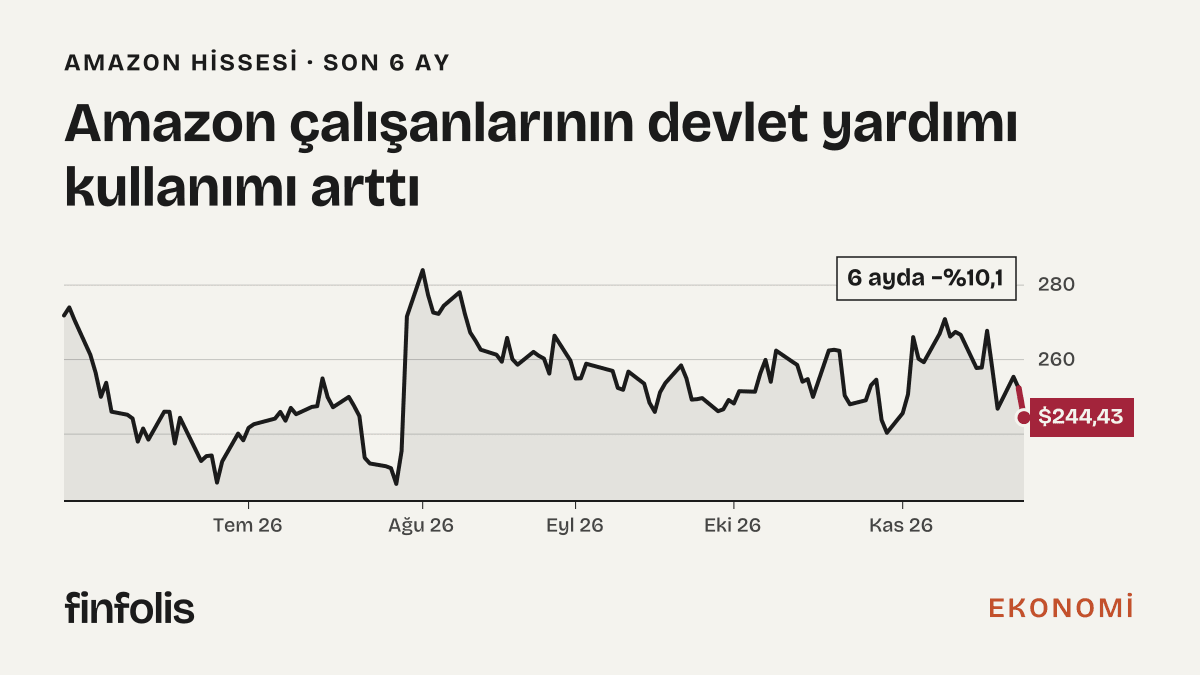 AMAZON HİSSESİ · SON 6 AY
Amazon çalışanlarının devlet yardımı
kullanımı arttı
6 ayda −%10,1
280
260
$244,43
Tem 26
Ağu 26
Eyl 26
Eki 26
Kas 26
finfolis
EKONOMİ